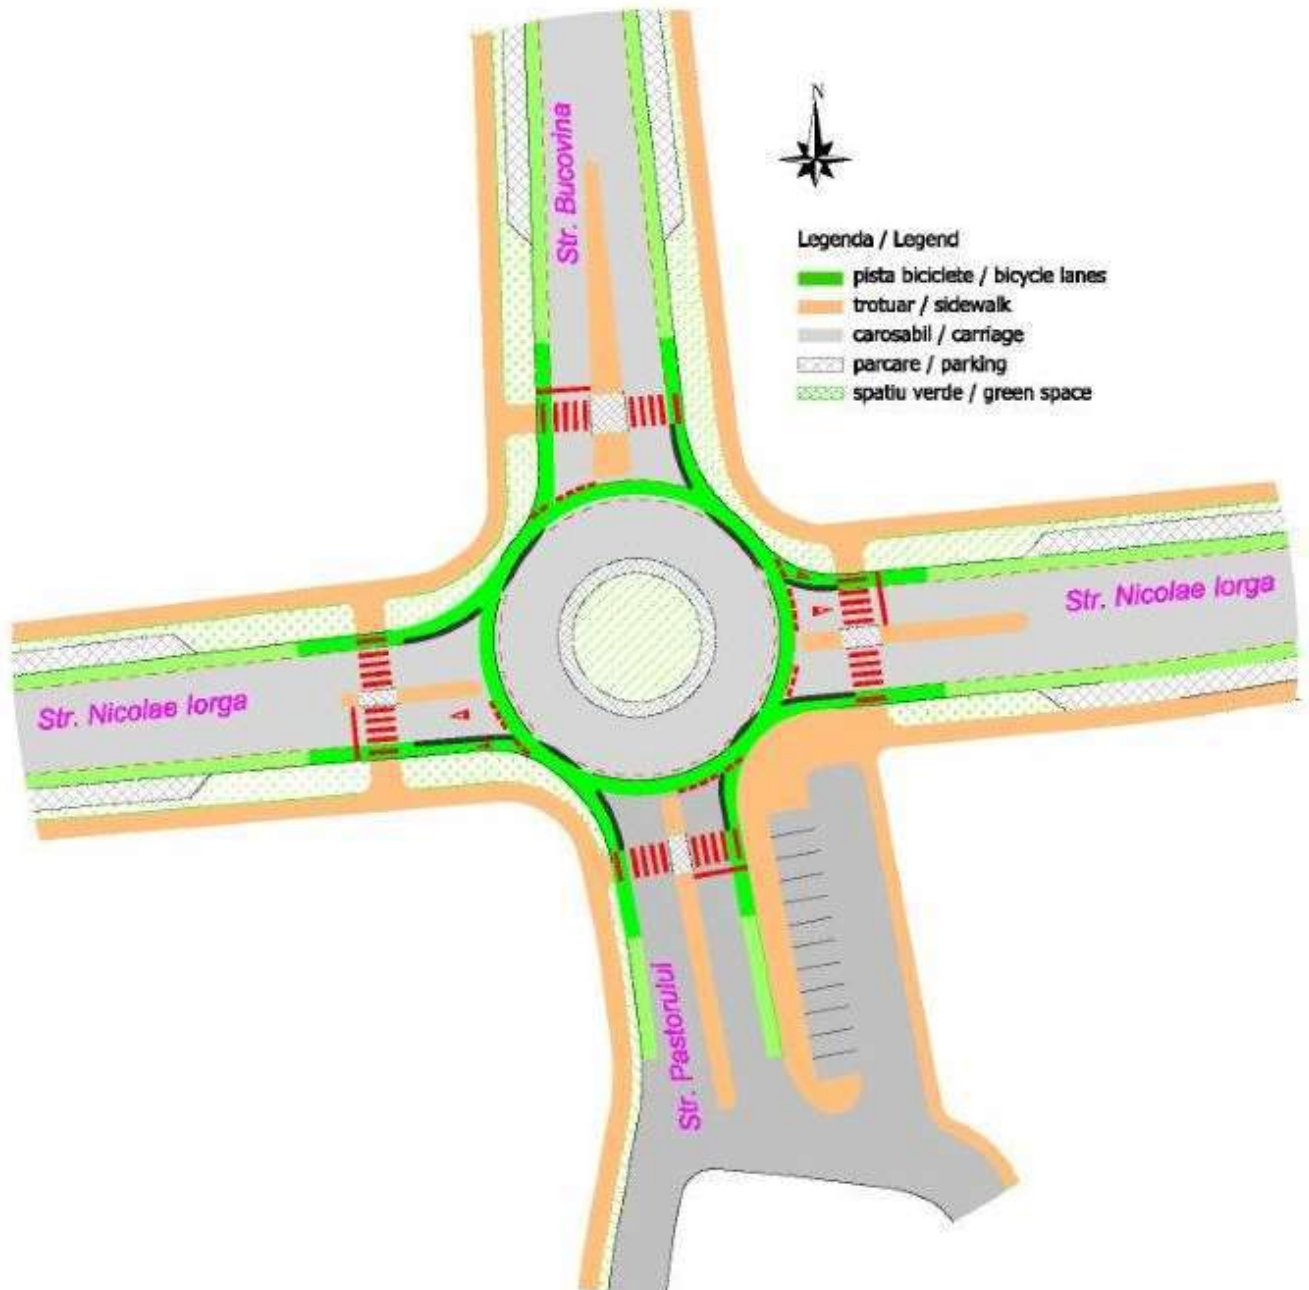 Str. Bucovina
N
Legenda / Legend
pista biciclete / bicycle lanes
trotuar / sidewalk
carosabil / carriage
parcare / parking
spatiu verde / green space
Str. Nicolae Iorga
Str. Nicolae Iorga
Str. Pastorului